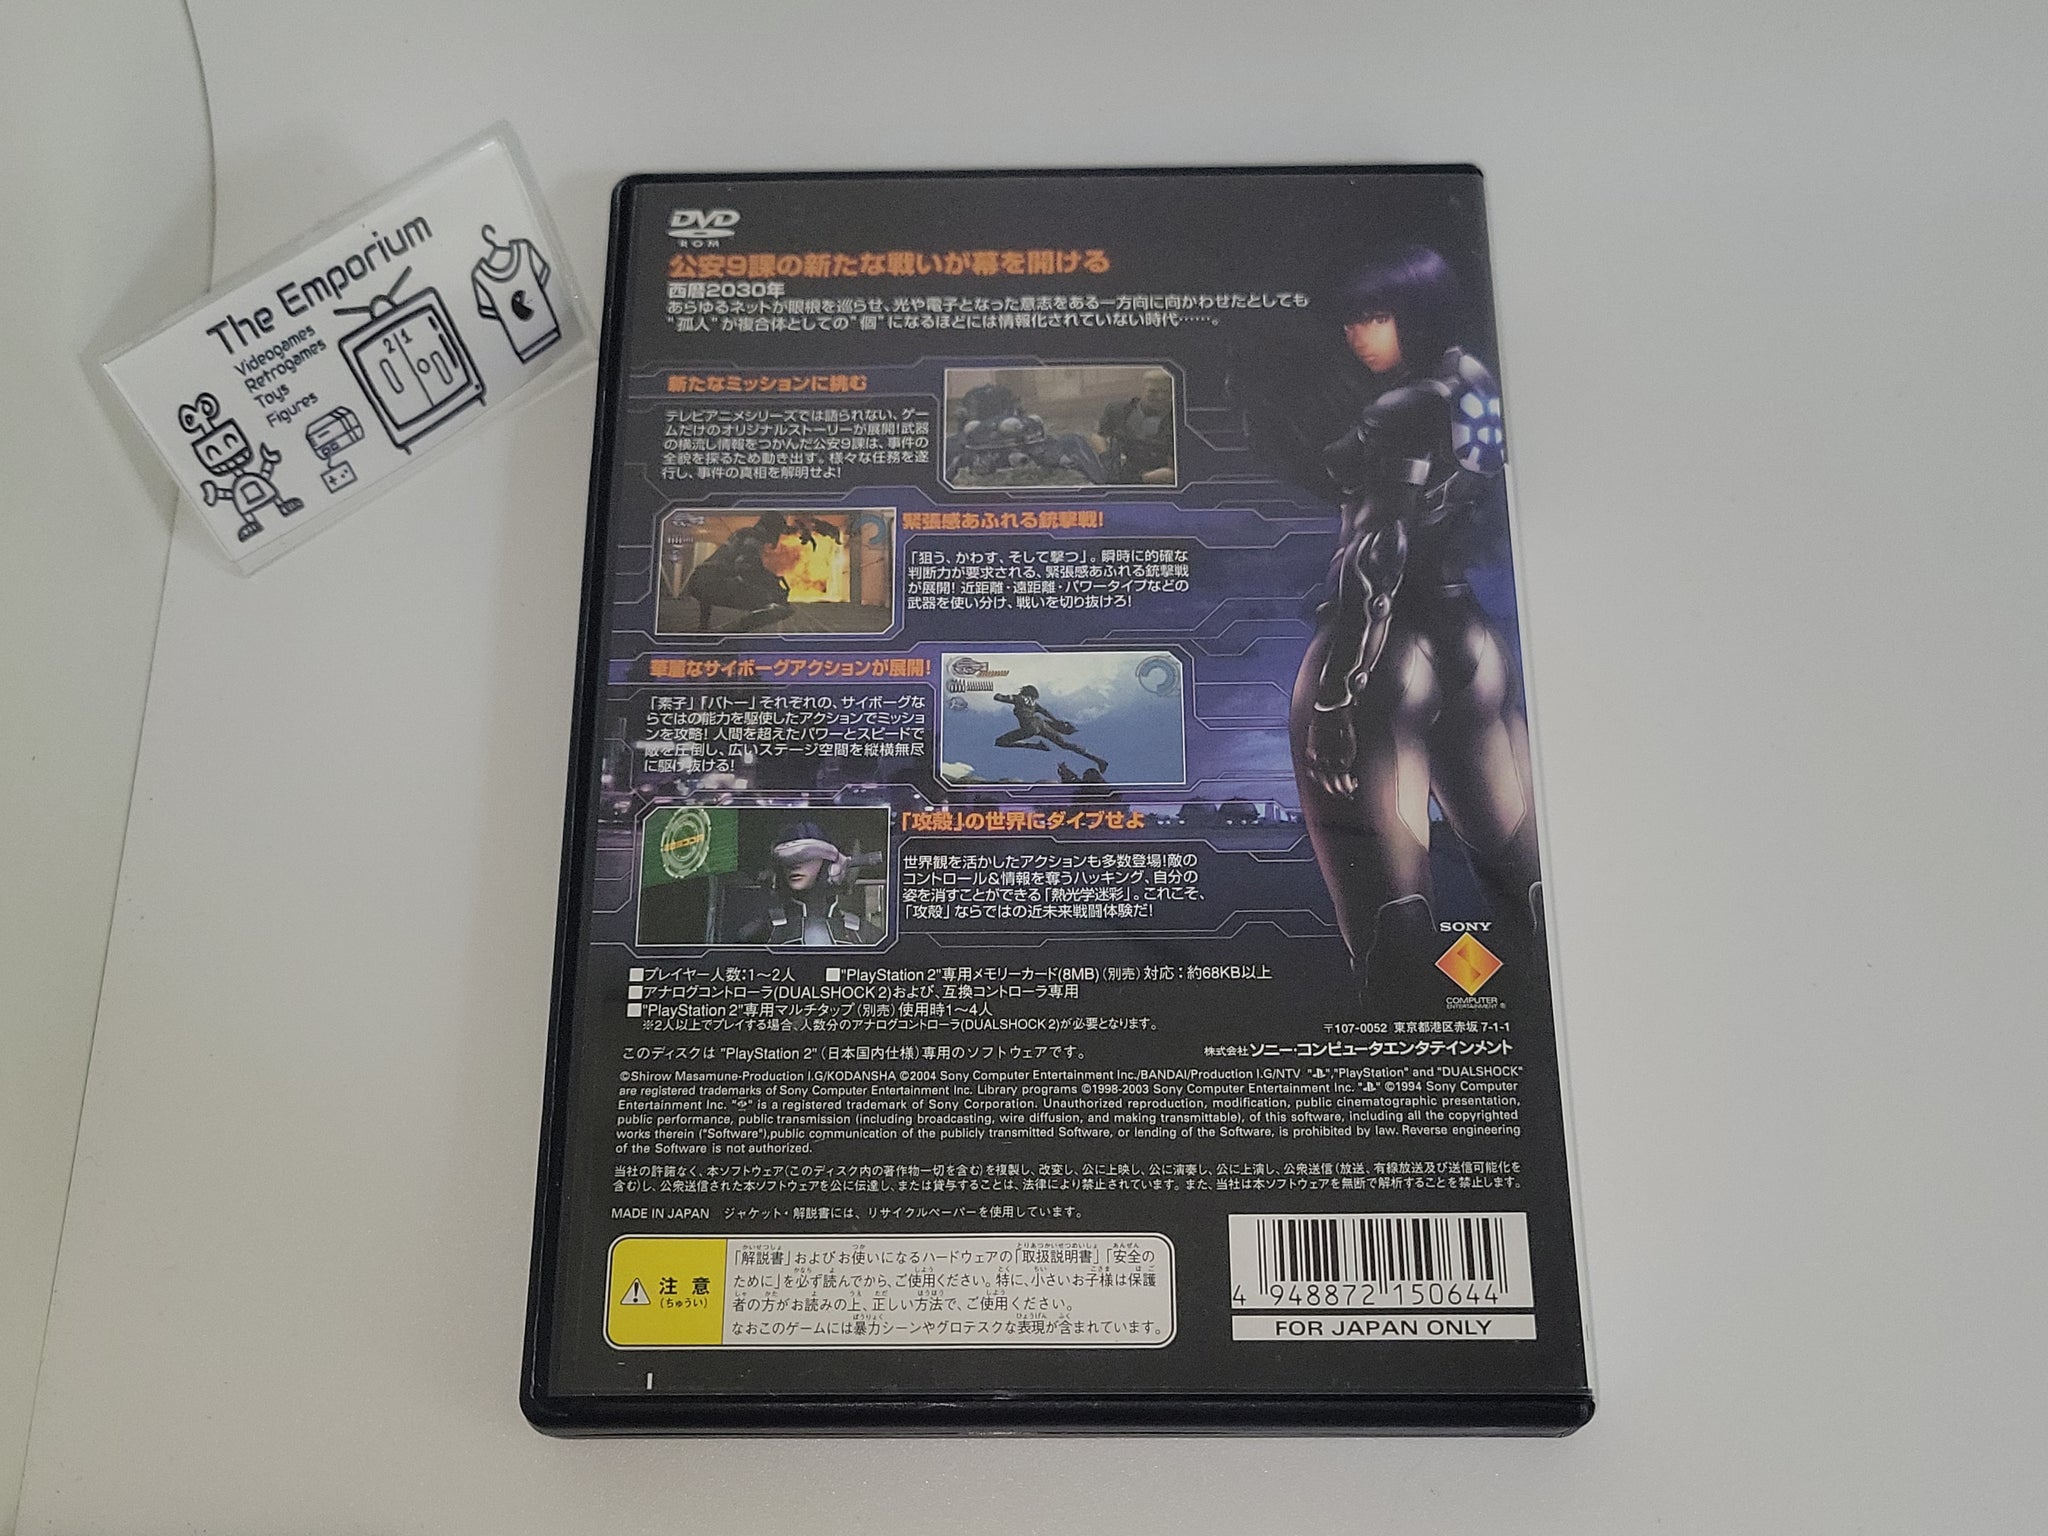 The Emporium
Videogames
Retrogames
Toys
Figures
2 1
DVD
ROM
公安9課の新たな戦いが幕を開ける
西暦2030年
あらゆるネットが眼根を巡らせ、光や電子となった意志をある一方向に向かわせたとしても
"孤人"が複合体としての"個"になるほどには情報化されていない時代……。
新たなミッションに挑む
テレビアニメシリーズでは語られない、ゲー
ムだけのオリジナルストーリーが展開!武器
の横流し情報をつかんだ公安9課は、事件の
全貌を探るため動き出す。様々な任務を遂
行し、事件の真相を解明せよ!
緊張感あふれる銃撃戦!
「狙う、かわす、そして撃つ」。瞬時に的確な
判断力が要求される、緊張感あふれる銃撃戦
が展開! 近距離・遠距離・パワータイプなどの
武器を使い分け、戦いを切り抜けろ!
華麗なサイボーグアクションが展開!
「素子」「バトー」それぞれの、サイボーグな
らではの能力を駆使したアクションでミッショ
ンを攻略! 人間を超えたパワーとスピードで
敵を圧倒し、広いステージ空間を縦横無尽
に駆け抜ける!
「攻殻」の世界にダイブせよ
世界観を活かしたアクションも多数登場!敵の
コントロール&情報を奪うハッキング、自分の
姿を消すことができる「熱光学迷彩」。これこそ、
「攻殻」ならではの近未来戦闘体験だ!
SONY
COMPUTER
ENTERTAINMENT ®
■プレイヤー人数:1〜2人 ■"PlayStation 2"専用メモリーカード(8MB)(別売)対応:約68KB以上
■アナログコントローラ(DUALSHOCK 2)および、互換コントローラ専用
■"PlayStation 2"専用マルチタップ(別売)使用時1〜4人
※2人以上でプレイする場合、人数分のアナログコントローラ(DUALSHOCK 2)が必要となります。
〒107-0052 東京都港区赤坂 7-1-1
このディスクは "PlayStation 2"(日本国内仕様)専用のソフトウェアです。
株式会社 ソニー・コンピュータエンタテインメント
©Shirow Masamune-Production I.G/KODANSHA ©2004 Sony Computer Entertainment Inc./BANDAI/Production I.G/NTV "PS","PlayStation" and "DUALSHOCK"
are registered trademarks of Sony Computer Entertainment Inc. Library programs ©1998-2003 Sony Computer Entertainment Inc. "PS" ©1994 Sony Computer
Entertainment Inc. " " is a registered trademark of Sony Corporation. Unauthorized reproduction, modification, public cinematographic presentation,
public performance, public transmission (including broadcasting, wire diffusion, and making transmittable), of this software, including all the copyrighted
works therein ("Software"),public communication of the publicly transmitted Software, or lending of the Software, is prohibited by law. Reverse engineering
of the Software is not authorized.
当社の許諾なく、本ソフトウェア(このディスク内の著作物一切を含む)を複製し、改変し、公に上映し、公に演奏し、公に上演し、公衆送信(放送、有線放送及び送信可能化を
含む)し、公衆送信された本ソフトウェアを公に伝達し、または貸与することは、法律により禁止されています。また、当社は本ソフトウェアを無断で解析することを禁止します。
MADE IN JAPAN ジャケット・解説書には、リサイクルペーパーを使用しています。
注意
(ちゅうい)
「解説書」およびお使いになるハードウェアの「取扱説明書」「安全の
ために」を必ず読んでから、ご使用ください。特に、小さいお子様は保護
者の方がお読みの上、正しい方法で、ご使用ください。
なおこのゲームには暴力シーンやグロテスクな表現が含まれています。
4 948872 150644
FOR JAPAN ONLY